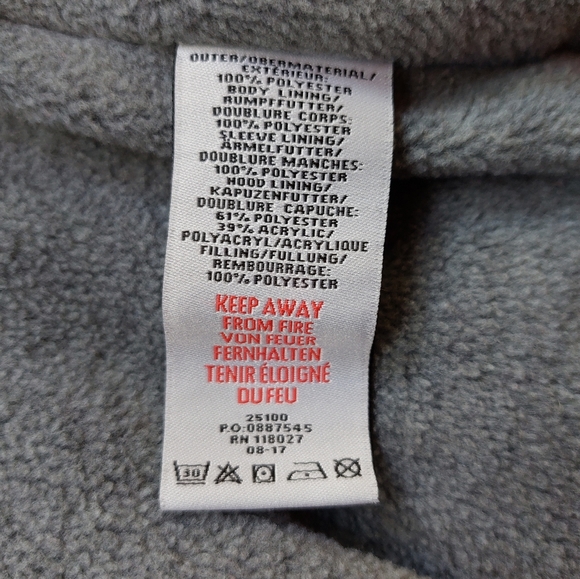 OUTER/OBERMATERIAL/
EXTÉRIEUR:
100% POLYESTER
BODY LINING/
RUMPFFUTTER/
DOUBLURE CORPS:
100% POLYESTER
SLEEVE LINING/
ÄRMELFUTTER/
DOUBLURE MANCHES:
100% POLYESTER
HOOD LINING/
KAPUZENFUTTER/
DOUBLURE CAPUCHE:
61% POLYESTER
39% ACRYLIC/
POLYACRYL/ACRYLIQUE
FILLING/FULLUNG/
REMBOURRAGE:
100% POLYESTER
KEEP AWAY
FROM FIRE
VON FEUER
FERNHALTEN
TENIR ÉLOIGNÉ
DU FEU
25100
P.O:0887545
RN 118027
08-17
30